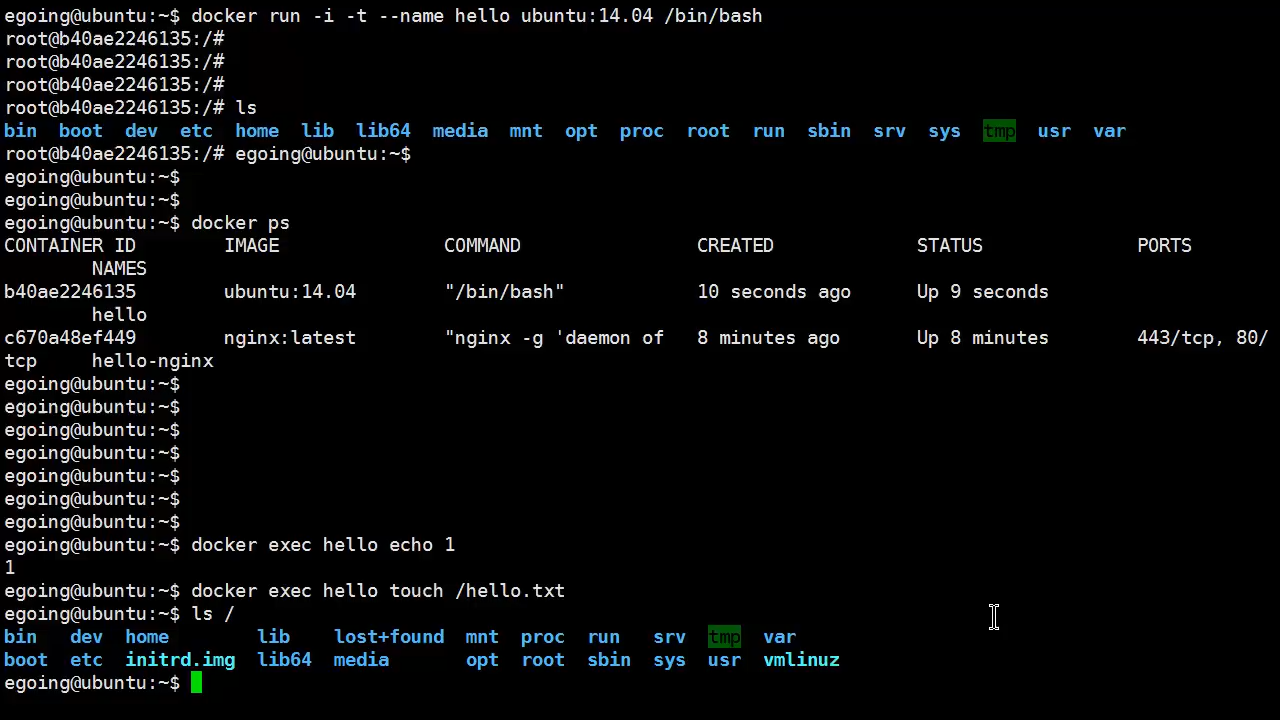 egoing@ubuntu:~$ docker run -i -t --name hello ubuntu:14.04 /bin/bash
root@b40ae2246135:/#
root@b40ae2246135:/#
root@b40ae2246135:/#
root@b40ae2246135:/# ls
bin  boot  dev  etc  home  lib  lib64  media  mnt  opt  proc  root  run  sbin  srv  sys  tmp  usr  var
root@b40ae2246135:/# egoing@ubuntu:~$
egoing@ubuntu:~$
egoing@ubuntu:~$
egoing@ubuntu:~$ docker ps
CONTAINER ID        IMAGE               COMMAND                CREATED             STATUS              PORTS
        NAMES
b40ae2246135        ubuntu:14.04        "/bin/bash"            10 seconds ago      Up 9 seconds
        hello
c670a48ef449        nginx:latest        "nginx -g 'daemon of   8 minutes ago       Up 8 minutes        443/tcp, 80/
tcp     hello-nginx
egoing@ubuntu:~$
egoing@ubuntu:~$
egoing@ubuntu:~$
egoing@ubuntu:~$
egoing@ubuntu:~$
egoing@ubuntu:~$
egoing@ubuntu:~$
egoing@ubuntu:~$ docker exec hello echo 1
1
egoing@ubuntu:~$ docker exec hello touch /hello.txt
egoing@ubuntu:~$ ls /
bin   dev  home        lib    lost+found  mnt  proc  run   srv  tmp  var
boot  etc  initrd.img  lib64  media       opt  root  sbin  sys  usr  vmlinuz
egoing@ubuntu:~$